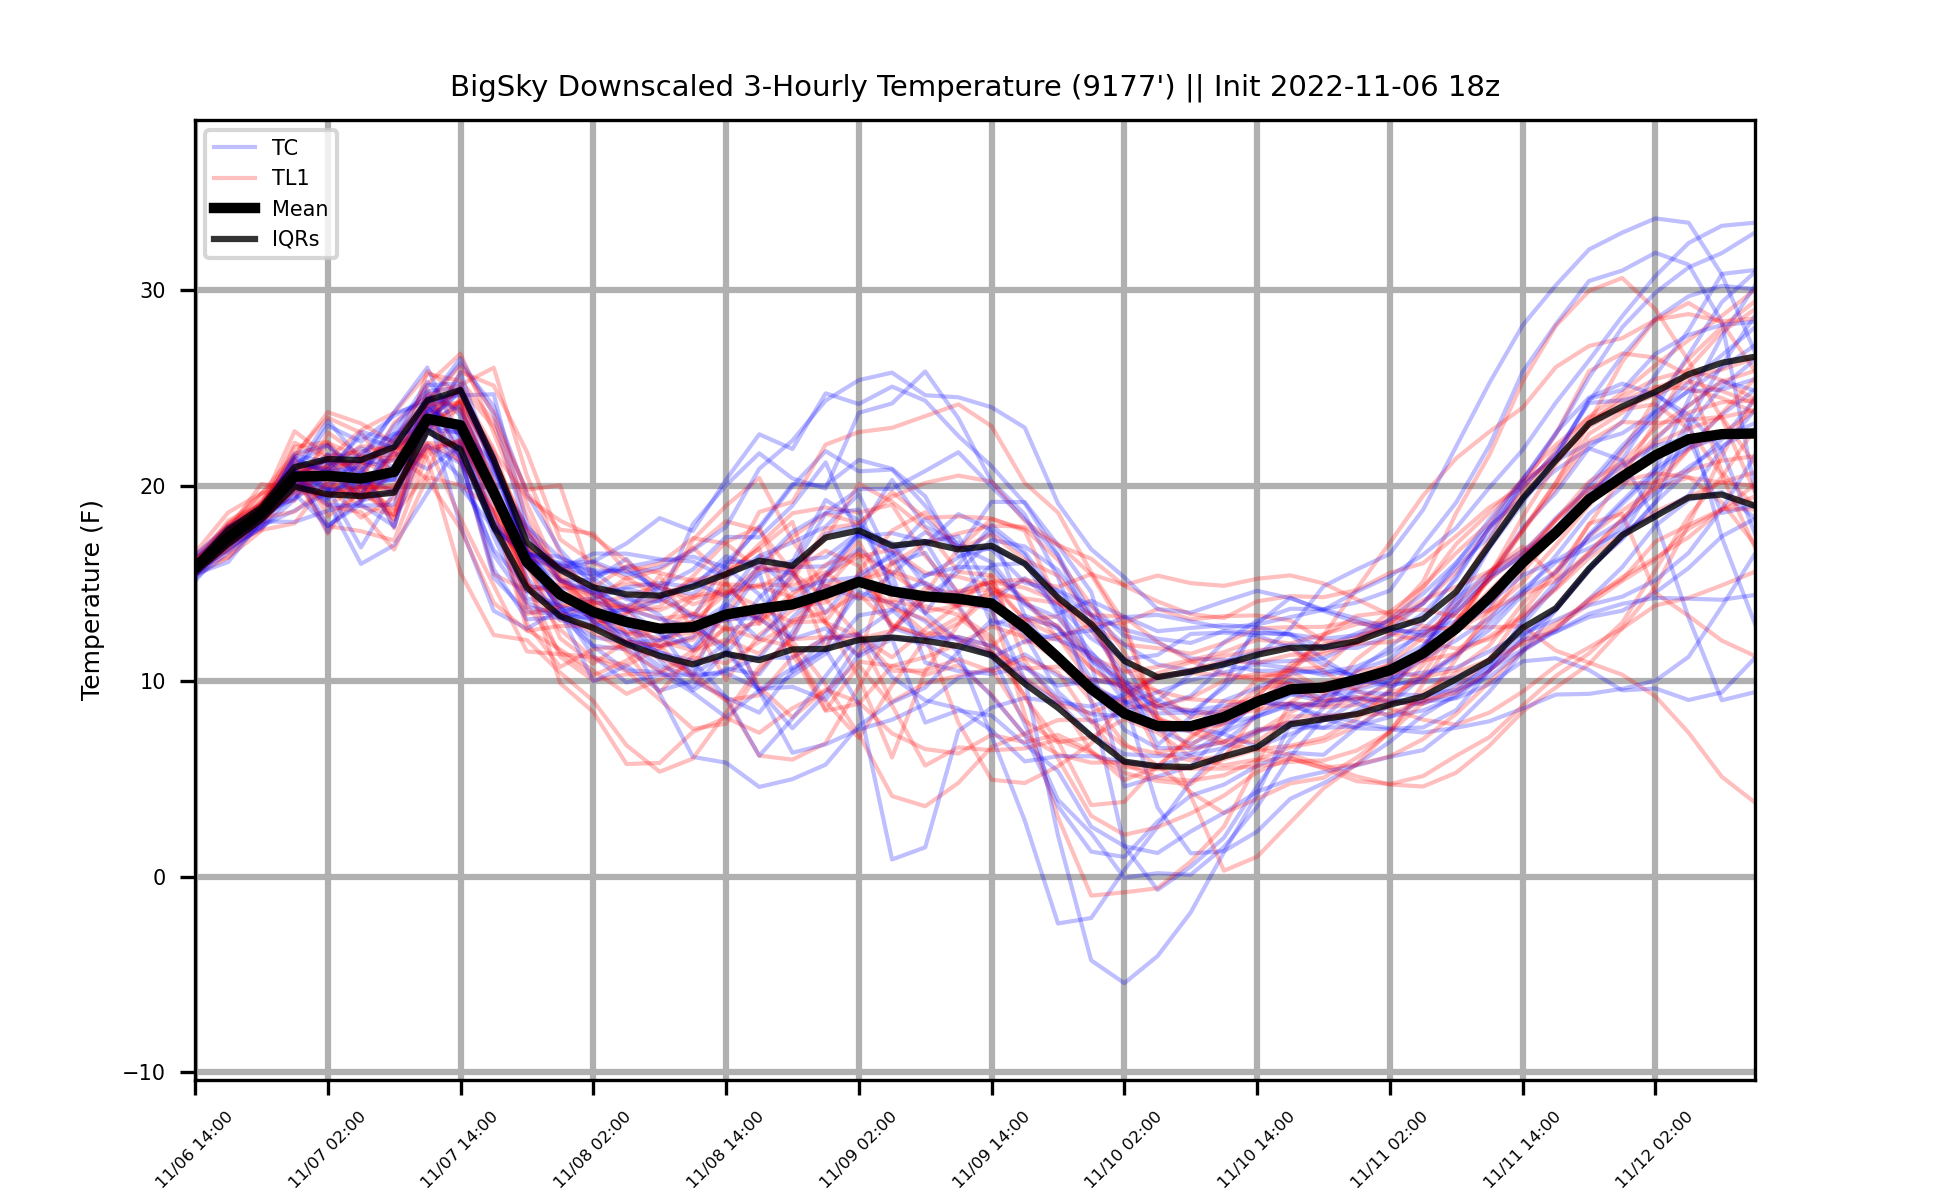 BigSky Downscaled 3-Hourly Temperature (9177') || Init 2022-11-06 18z
TC
TL1
Mean
IQRs
Temperature (F)
30
20
10
0
−10
11/06 14:00
11/07 02:00
11/07 14:00
11/08 02:00
11/08 14:00
11/09 02:00
11/09 14:00
11/10 02:00
11/10 14:00
11/11 02:00
11/11 14:00
11/12 02:00